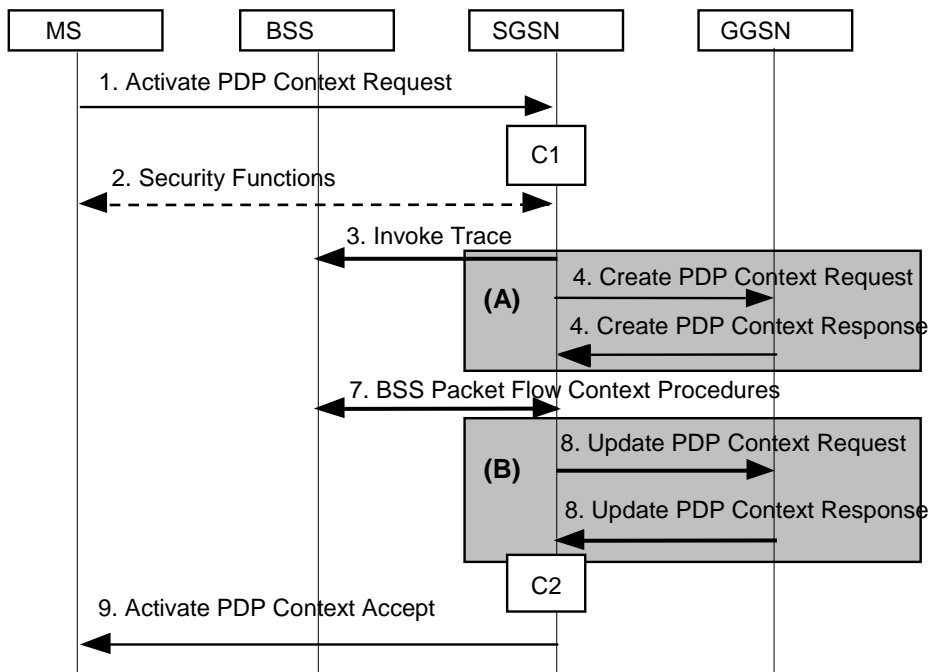 MS
BSS
SGSN
GGSN
1. Activate PDP Context Request
C1
2. Security Functions
3. Invoke Trace
(A)
4. Create PDP Context Request
4. Create PDP Context Response
7. BSS Packet Flow Context Procedures
(B)
8. Update PDP Context Request
8. Update PDP Context Response
C2
9. Activate PDP Context Accept